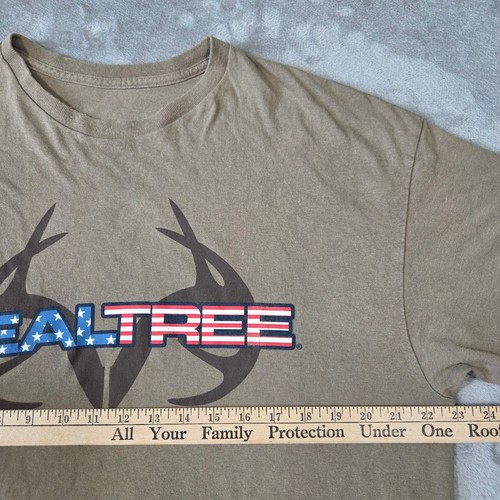 EALTREE®
9 10 11 12 13 14 15 16 17 18 19 20 21 22 23 24
All Your Family Protection Under One Roof